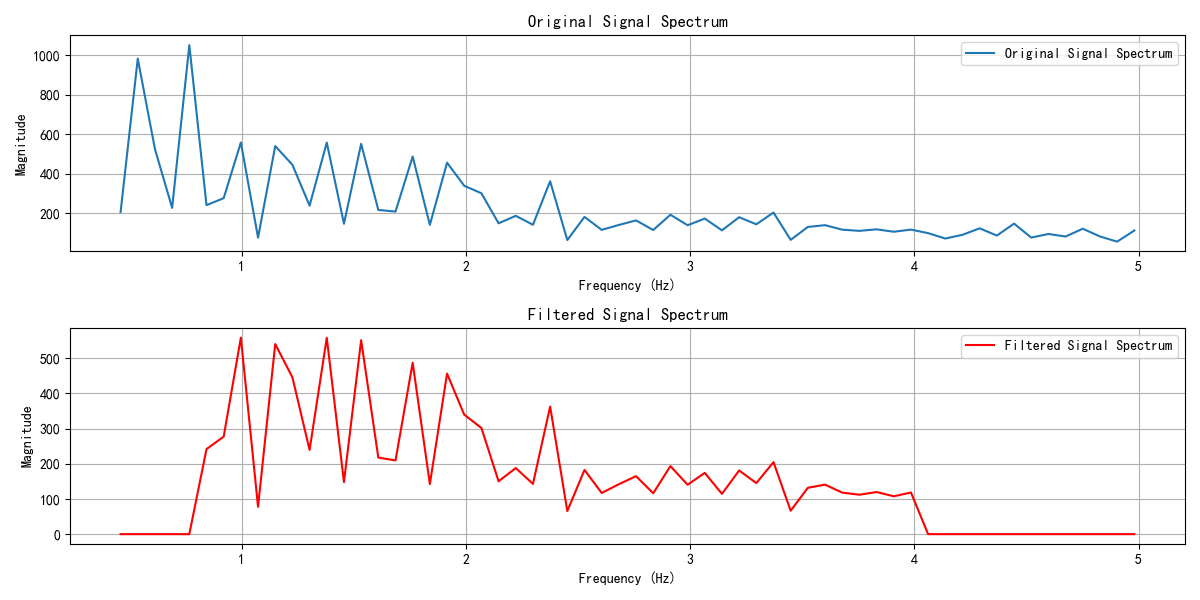 Original Signal Spectrum
Original Signal Spectrum
Magnitude
1000
800
600
400
200
1 2 3 4 5
Frequency (Hz)
Filtered Signal Spectrum
Filtered Signal Spectrum
Magnitude
500
400
300
200
100
0
1 2 3 4 5
Frequency (Hz)